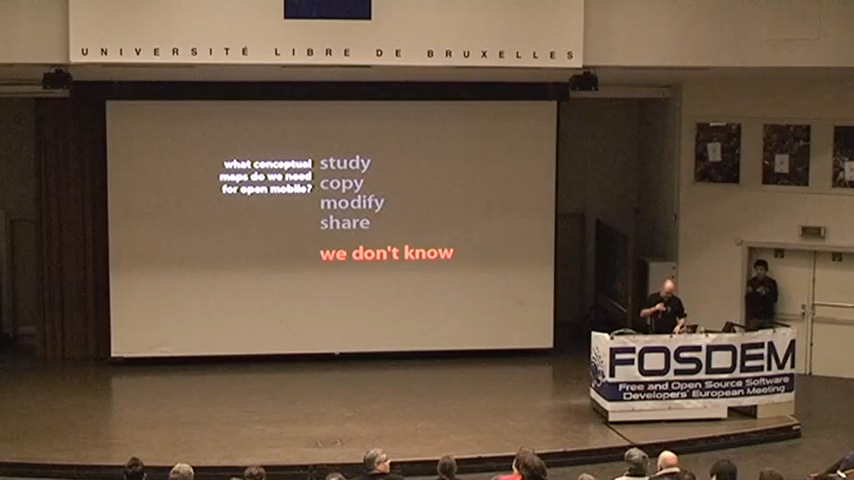 UNIVERSITÉ LIBRE DE BRUXELLES
what conceptual
maps do we need
for open mobile?
study
copy
modify
share
we don't know
FOSDEM
Free and Open Source Software
Developers' European Meeting